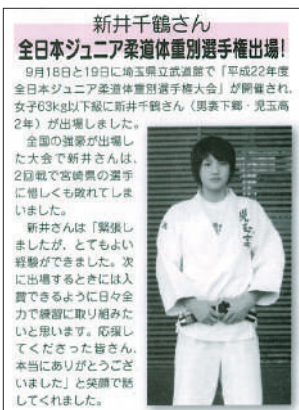 新井千鶴さん
全日本ジュニア柔道体重別選手権出場!
9月18日と19日に埼玉県立武道館で「平成22年度
全日本ジュニア柔道体重別選手権大会」が開催され、
女子63kg以下級に新井千鶴さん(男衾下郷・児玉高
2年)が出場しました。
全国の強豪が出場し
た大会で新井さんは、
2回戦で宮崎県の選手
に惜しくも敗れてしま
いました。
新井さんは「緊張し
ましたが、とてもよい
経験ができました。次
に出場するときには入
賞できるように日々全
力で練習に取り組みた
いと思います。応援し
てくださった皆さん、
本当にありがとうござ
いました」と笑顔で話
してくれました。